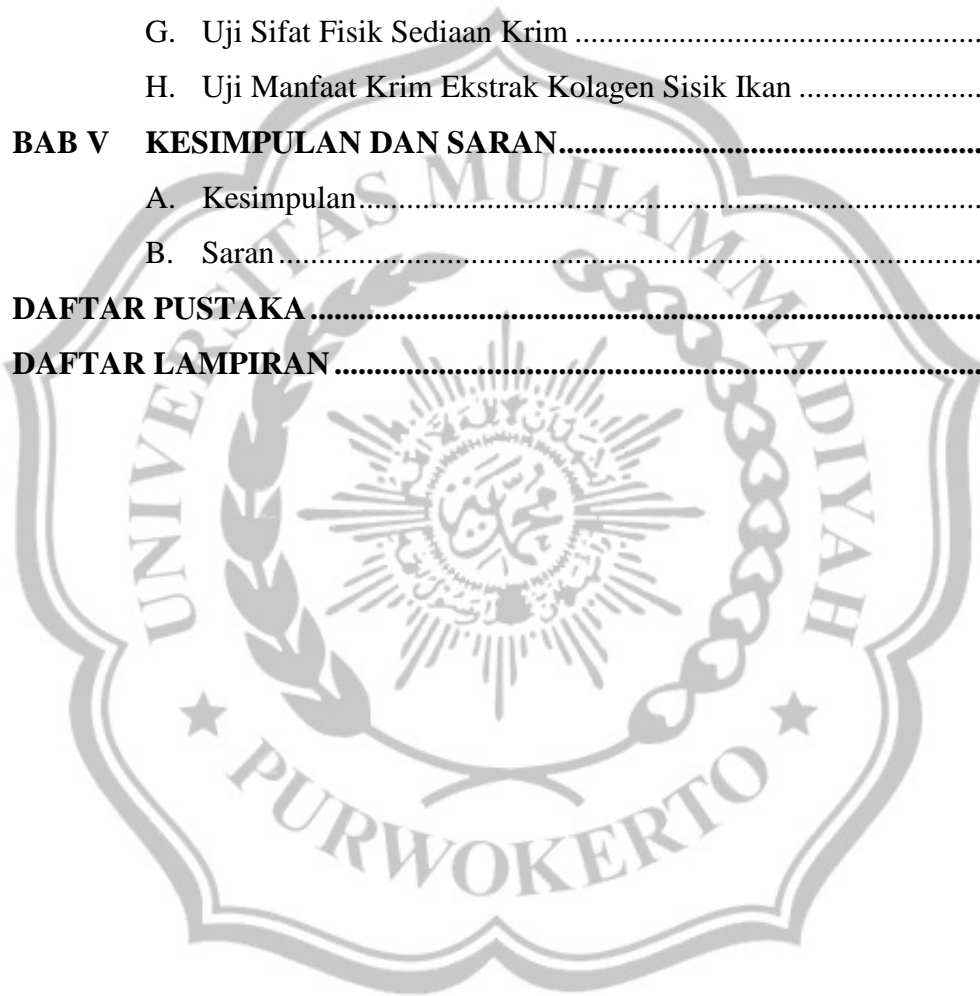 G. Uji Sifat Fisik Sediaan Krim ................................................
H. Uji Manfaat Krim Ekstrak Kolagen Sisik Ikan .......................
BAB V KESIMPULAN DAN SARAN......................................................
A. Kesimpulan..............................................................................
B. Saran.......................................................................................
DAFTAR PUSTAKA.....................................................................................
DAFTAR LAMPIRAN..................................................................................
UNIVERSITAS MUHAMMADIYAH
PURWOKERTO